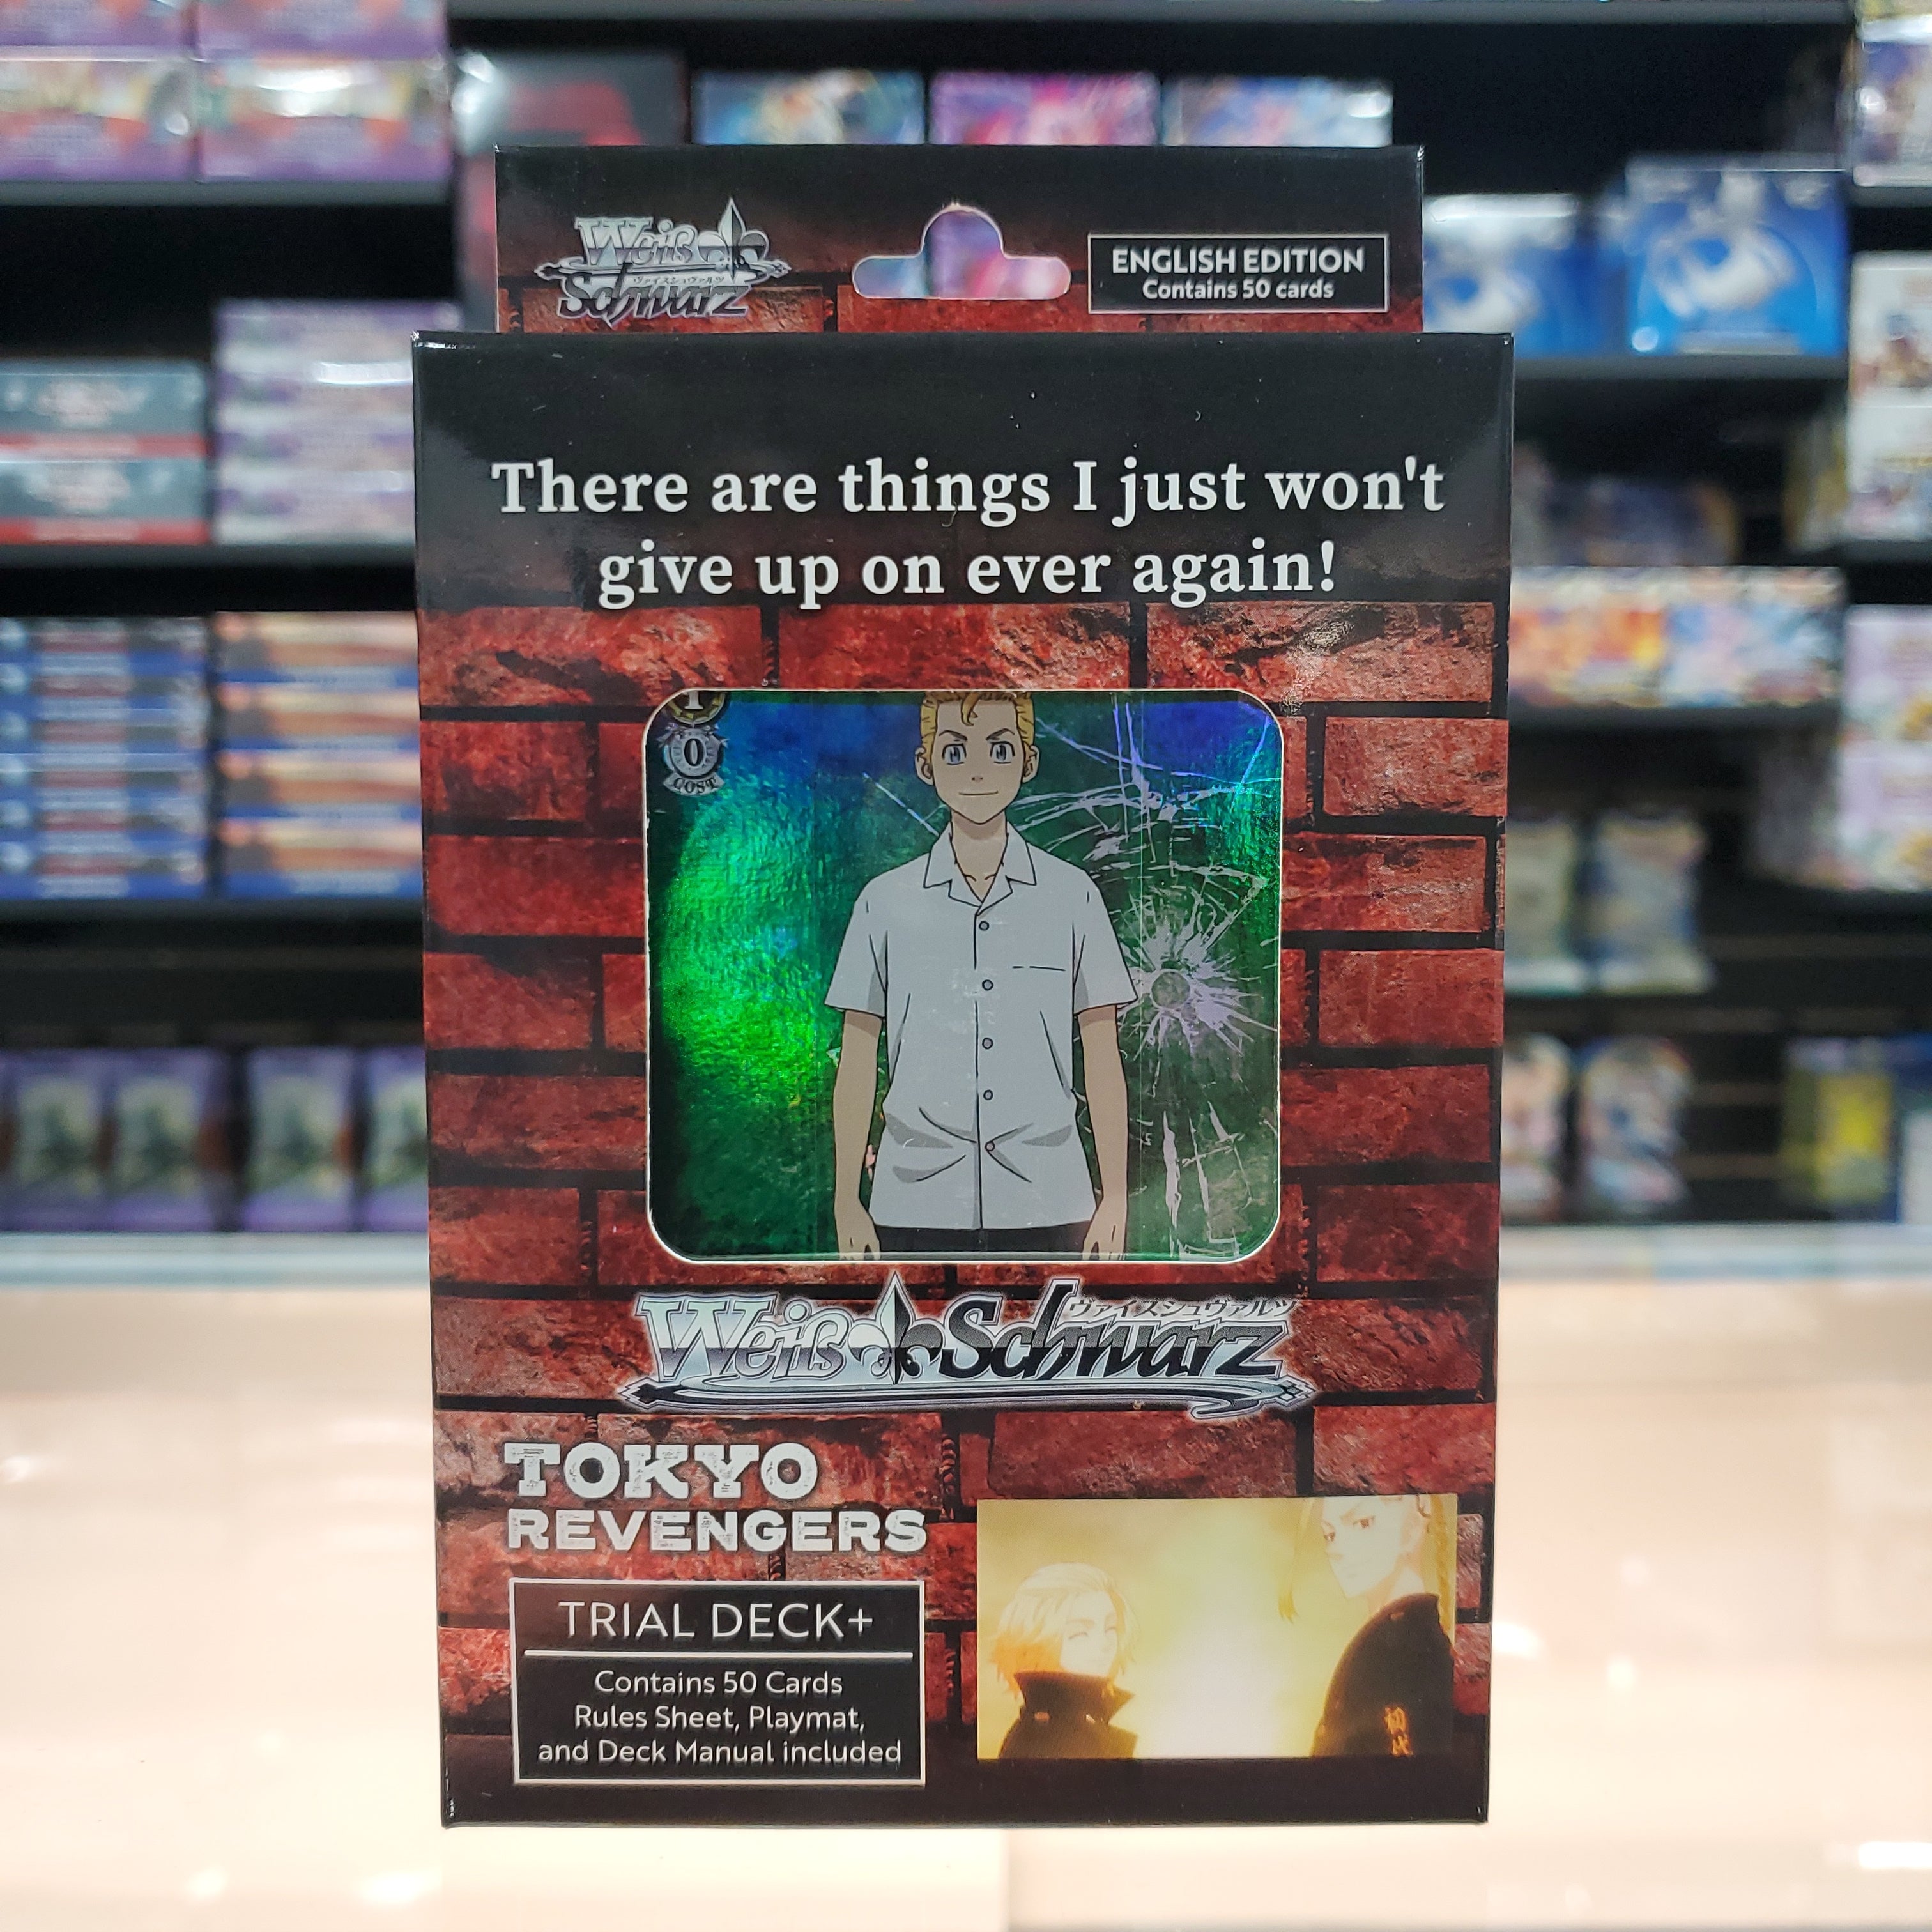 Weiß
ヴァイスシュヴァルツ
Schwarz
ENGLISH EDITION
Contains 50 cards
There are things I just won't
give up on ever again!
0
COST
ヴァイスシュヴァルツ
Weiß Schwarz
TOKYO
REVENGERS
TRIAL DECK+
Contains 50 Cards
Rules Sheet, Playmat,
and Deck Manual included
初代